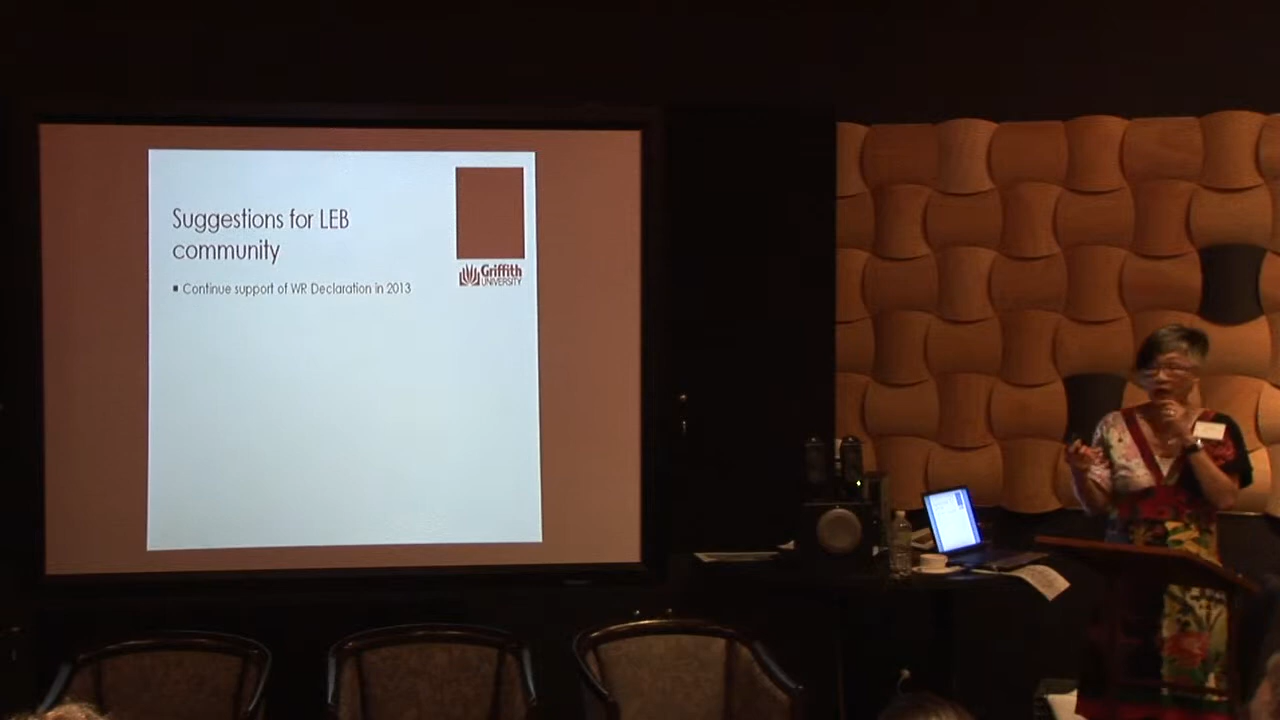 Suggestions for LEB
community
▪ Continue support of WR Declaration in 2013
Griffith
UNIVERSITY